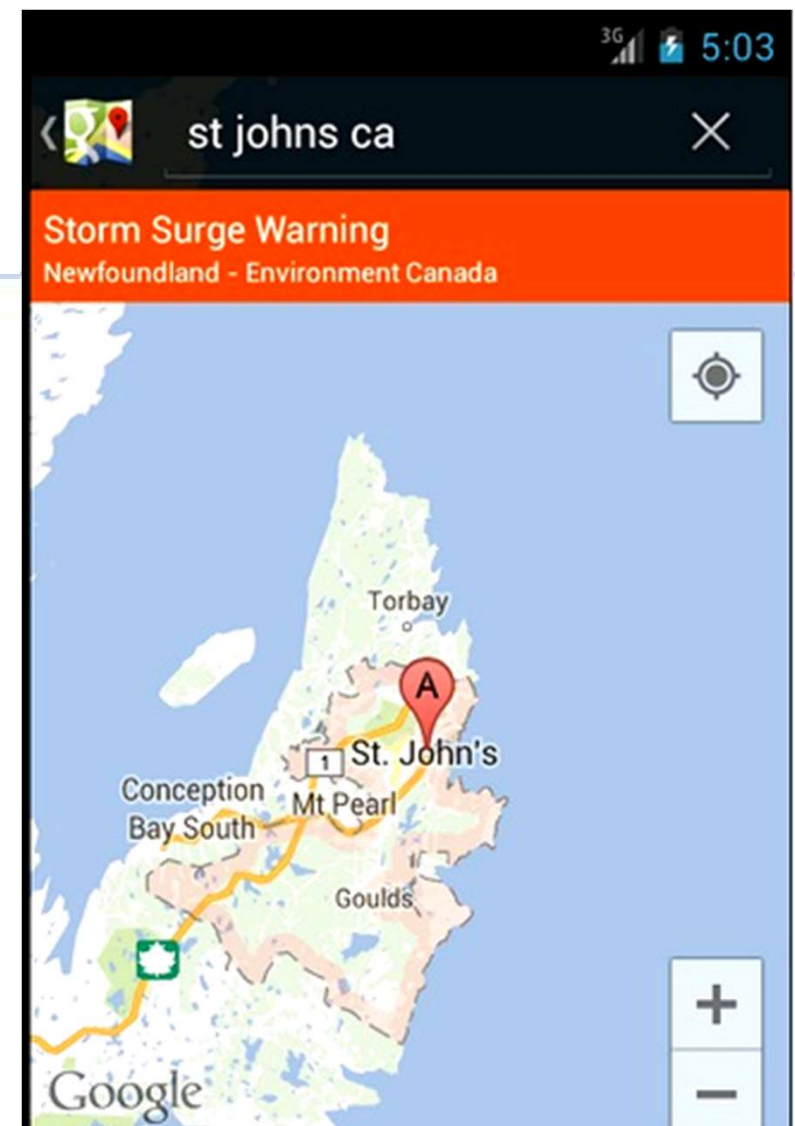 3G 5:03
st johns ca
Storm Surge Warning
Newfoundland - Environment Canada
Torbay
A
1 St. John's
Conception
Bay South
Mt Pearl
Goulds
Google